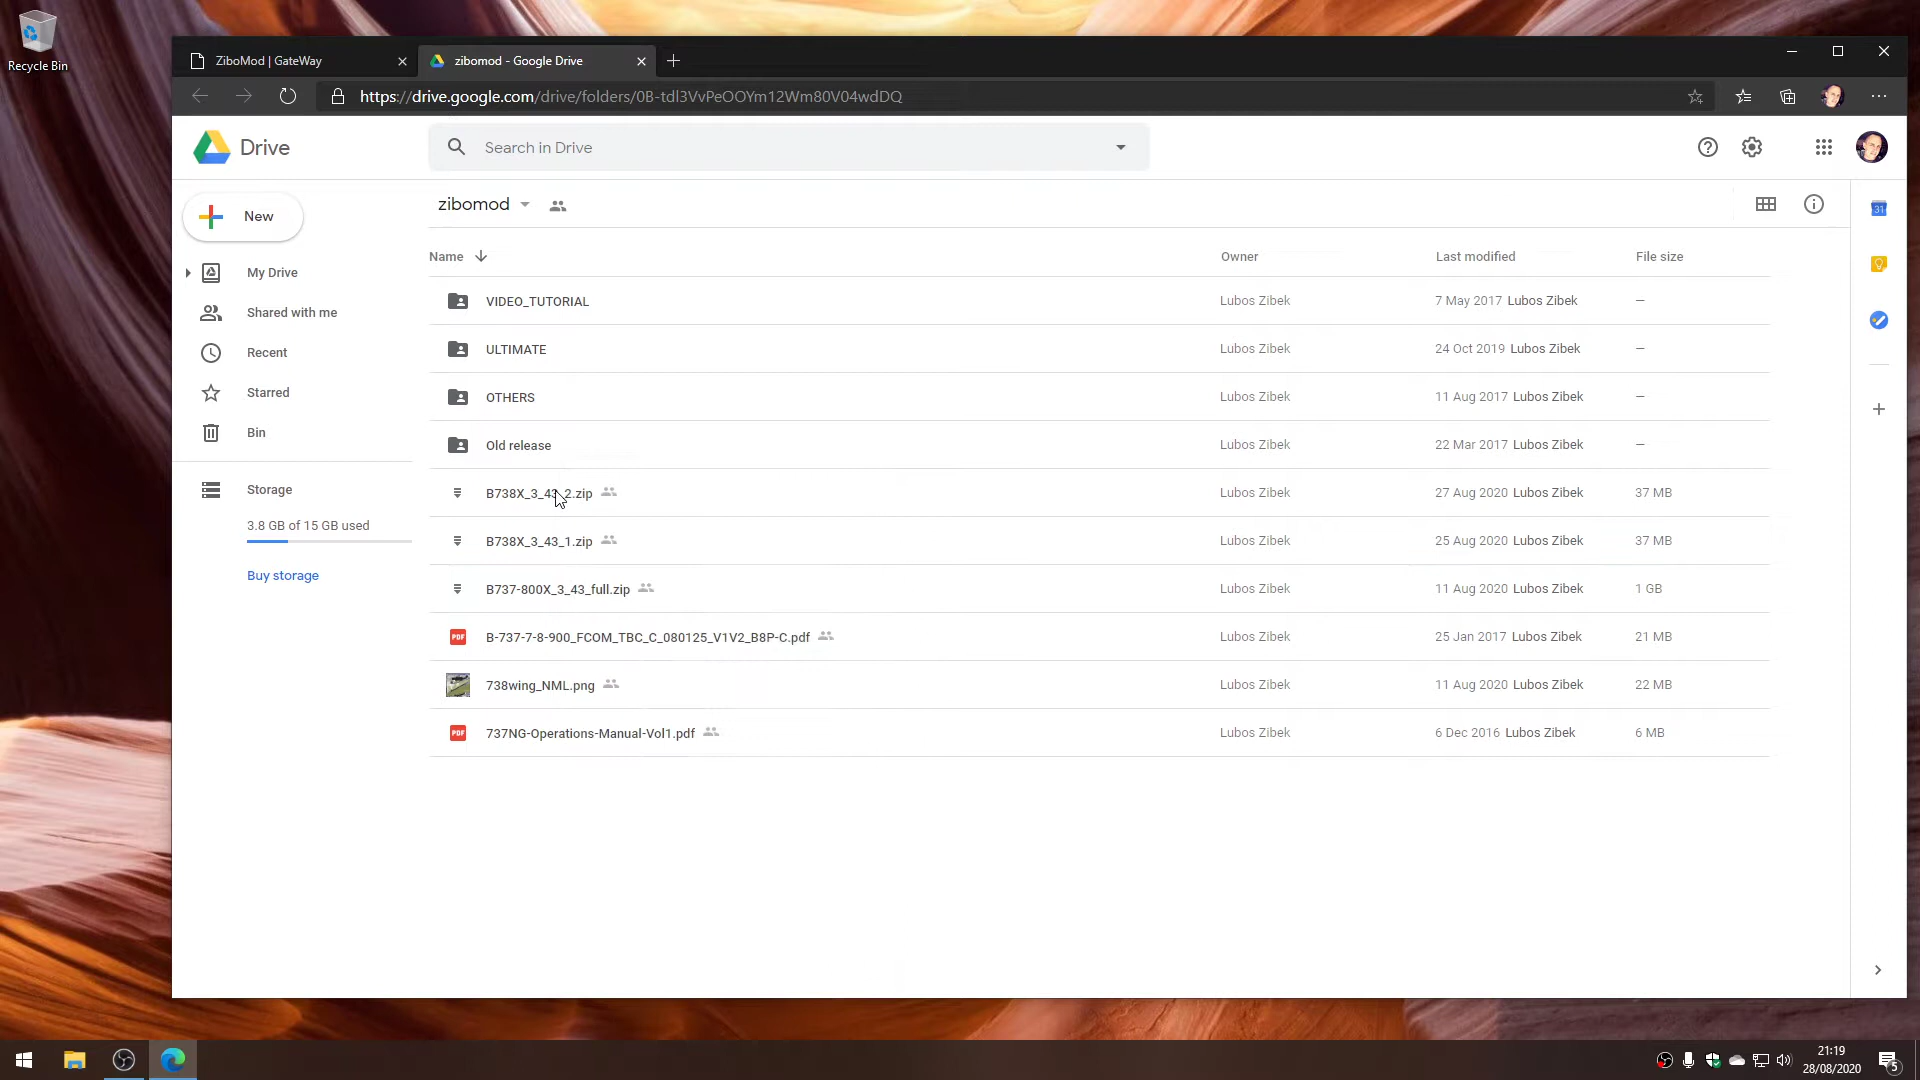 Recycle Bin
ZiboMod | GateWay
zibomod - Google Drive
https://drive.google.com/drive/folders/0B-tdl3VvPeOOYm12Wm80V04wdDQ
Drive
Search in Drive
New
zibomod
My Drive
Shared with me
Recent
Starred
Bin
Storage
3.8 GB of 15 GB used
Buy storage
Name Owner Last modified File size
VIDEO_TUTORIAL Lubos Zibek 7 May 2017 Lubos Zibek —
ULTIMATE Lubos Zibek 24 Oct 2019 Lubos Zibek —
OTHERS Lubos Zibek 11 Aug 2017 Lubos Zibek —
Old release Lubos Zibek 22 Mar 2017 Lubos Zibek —
B738X_3_43_2.zip Lubos Zibek 27 Aug 2020 Lubos Zibek 37 MB
B738X_3_43_1.zip Lubos Zibek 25 Aug 2020 Lubos Zibek 37 MB
B737-800X_3_43_full.zip Lubos Zibek 11 Aug 2020 Lubos Zibek 1 GB
PDF B-737-7-8-900_FCOM_TBC_C_080125_V1V2_B8P-C.pdf Lubos Zibek 25 Jan 2017 Lubos Zibek 21 MB
738wing_NML.png Lubos Zibek 11 Aug 2020 Lubos Zibek 22 MB
PDF 737NG-Operations-Manual-Vol1.pdf Lubos Zibek 6 Dec 2016 Lubos Zibek 6 MB
31
21:19
28/08/2020
5